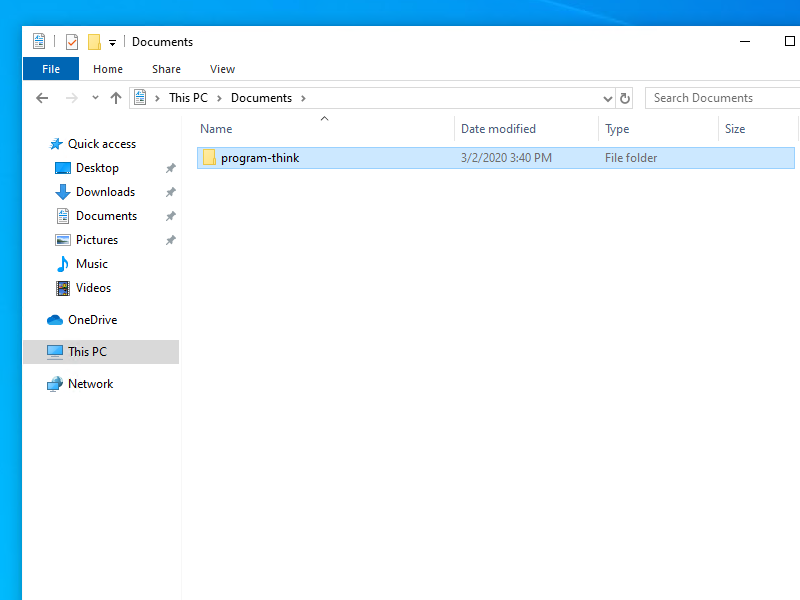 Documents
File Home Share View
This PC Documents Search Documents
Name Date modified Type Size
program-think 3/2/2020 3:40 PM File folder
Quick access
Desktop
Downloads
Documents
Pictures
Music
Videos
OneDrive
This PC
Network